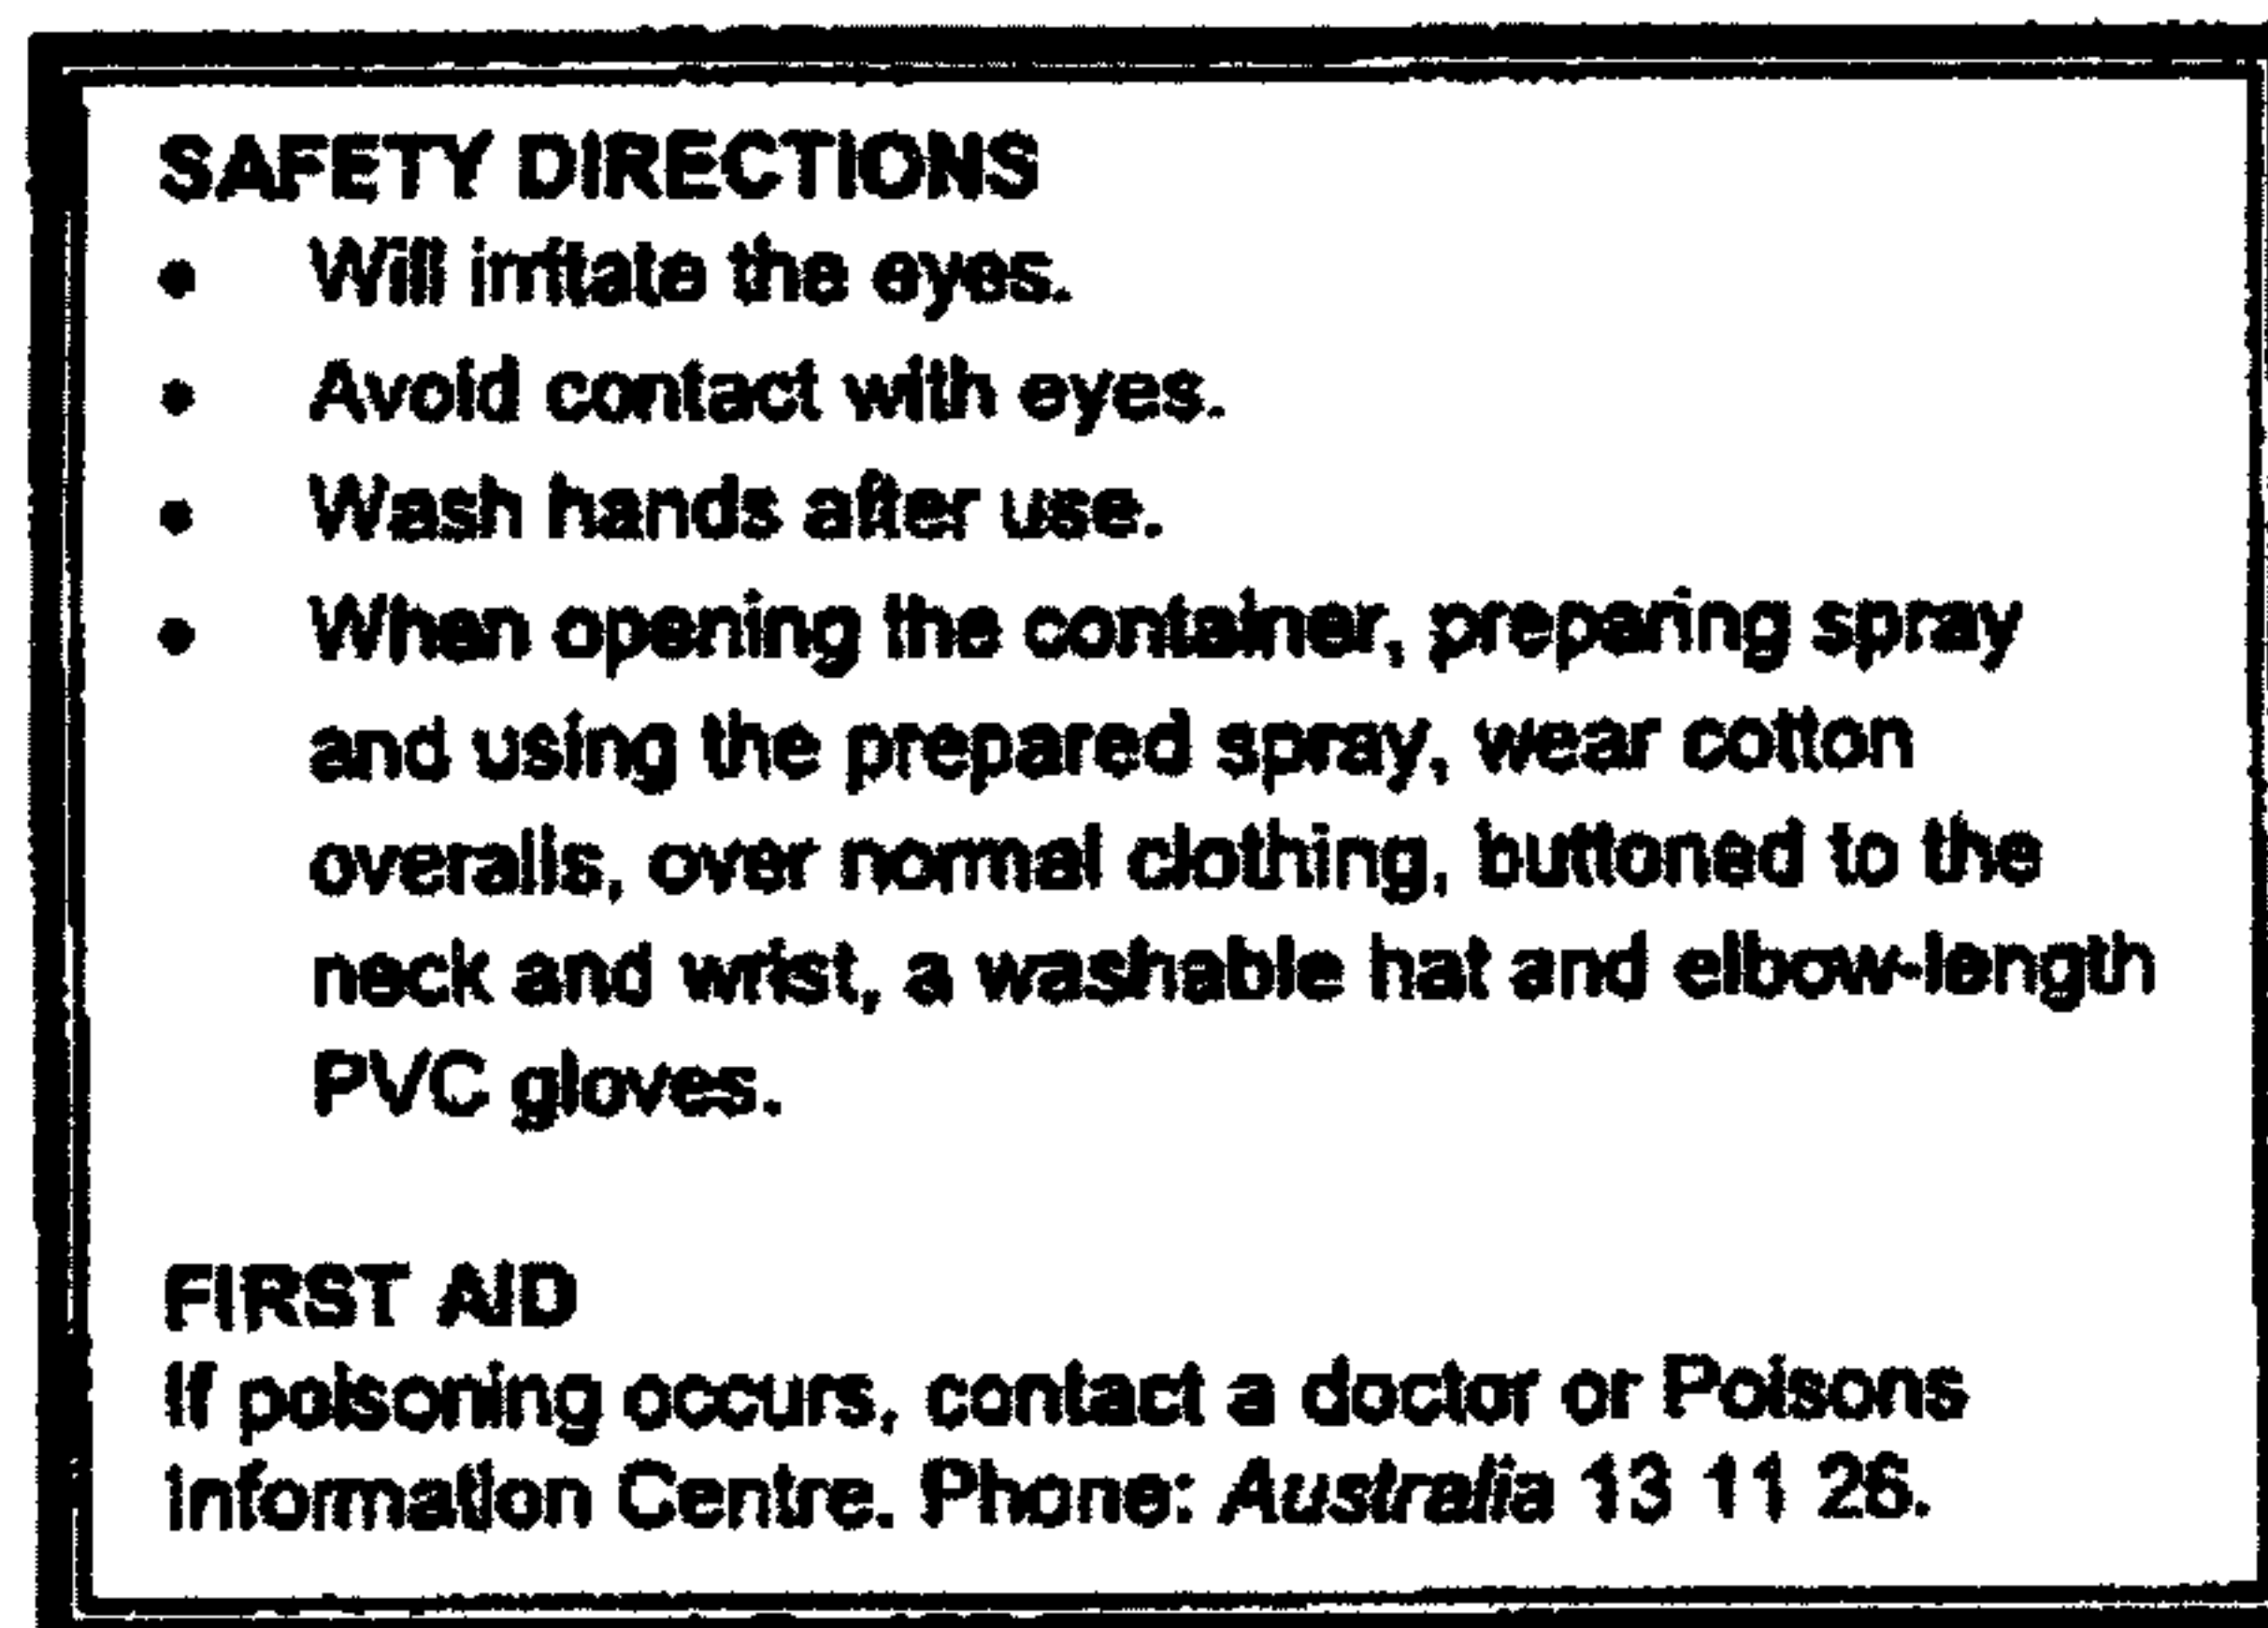 SAFETY DIRECTIONS
• Will irritate the eyes.
• Avoid contact with eyes.
• Wash hands after use.
• When opening the container, preparing spray
and using the prepared spray, wear cotton
overalls, over normal clothing, buttoned to the
neck and wrist, a washable hat and elbow-length
PVC gloves.
FIRST AID
If poisoning occurs, contact a doctor or Poisons
Information Centre. Phone: Australia 13 11 26.